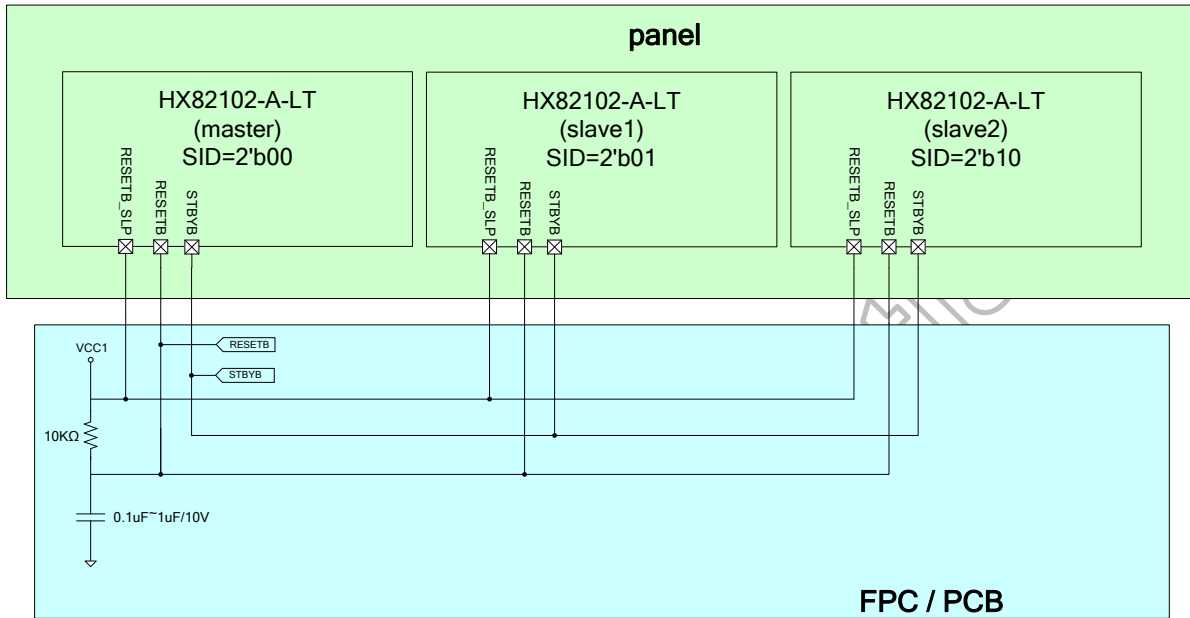 panel
HX82102-A-LT
(master)
SID=2'b00
RESETB_SLP
RESETB
STBYB
HX82102-A-LT
(slave1)
SID=2'b01
RESETB_SLP
RESETB
STBYB
HX82102-A-LT
(slave2)
SID=2'b10
RESETB_SLP
RESETB
STBYB
VCC1
RESETB
STBYB
10KΩ
0.1uF~1uF/10V
FPC / PCB